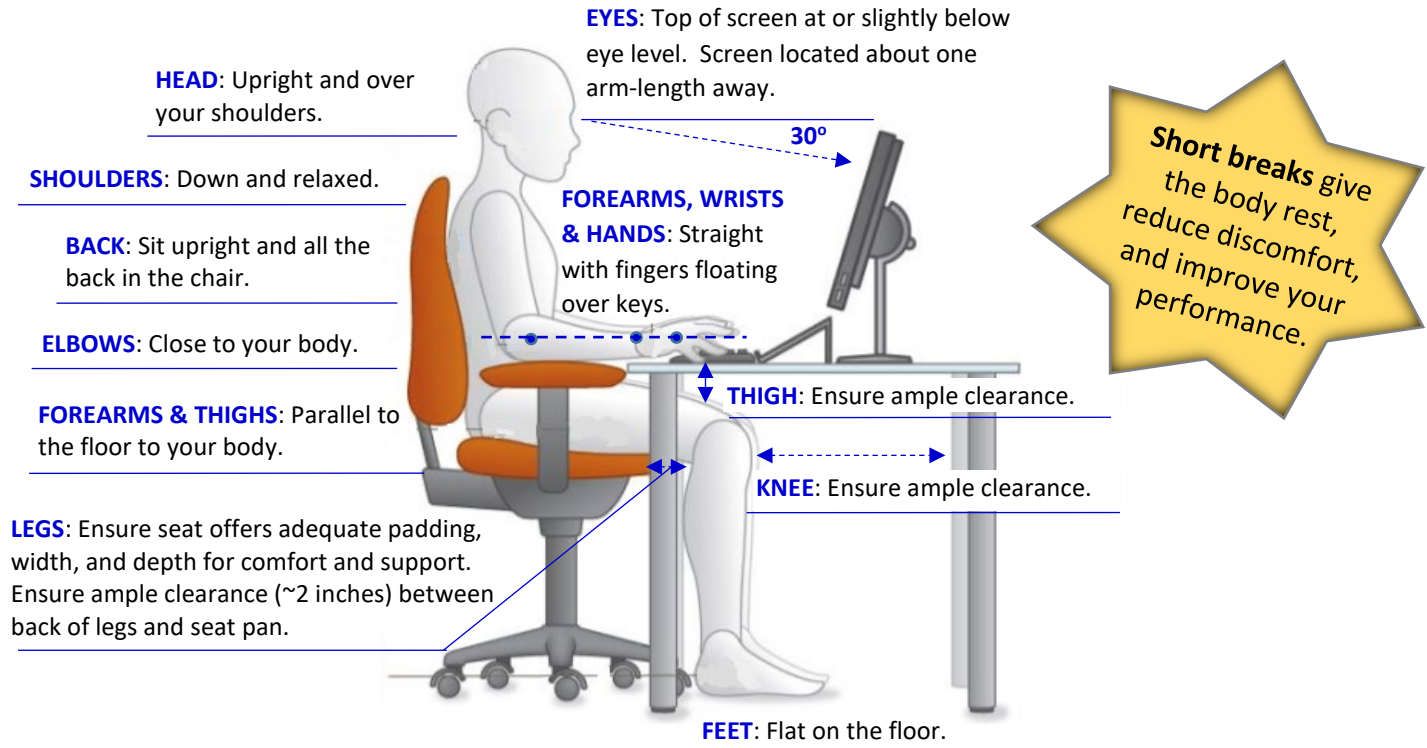 EYES: Top of screen at or slightly below
eye level.  Screen located about one
arm-length away.
HEAD: Upright and over
your shoulders.
30º
Short breaks give
the body rest,
reduce discomfort,
and improve your
performance.
SHOULDERS: Down and relaxed.
FOREARMS, WRISTS
& HANDS: Straight
with fingers floating
over keys.
BACK: Sit upright and all the
back in the chair.
ELBOWS: Close to your body.
THIGH: Ensure ample clearance.
FOREARMS & THIGHS: Parallel to
the floor to your body.
KNEE: Ensure ample clearance.
LEGS: Ensure seat offers adequate padding,
width, and depth for comfort and support.
Ensure ample clearance (~2 inches) between
back of legs and seat pan.
FEET: Flat on the floor.